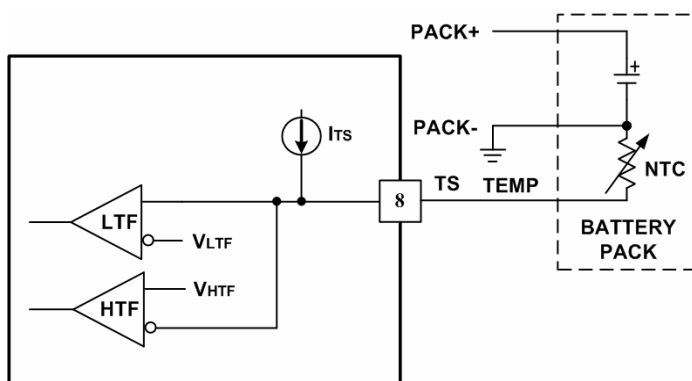 PACK+
+
ITS
PACK-
NTC
8
TS
TEMP
LTF
VLTF
BATTERY
PACK
VHTF
HTF